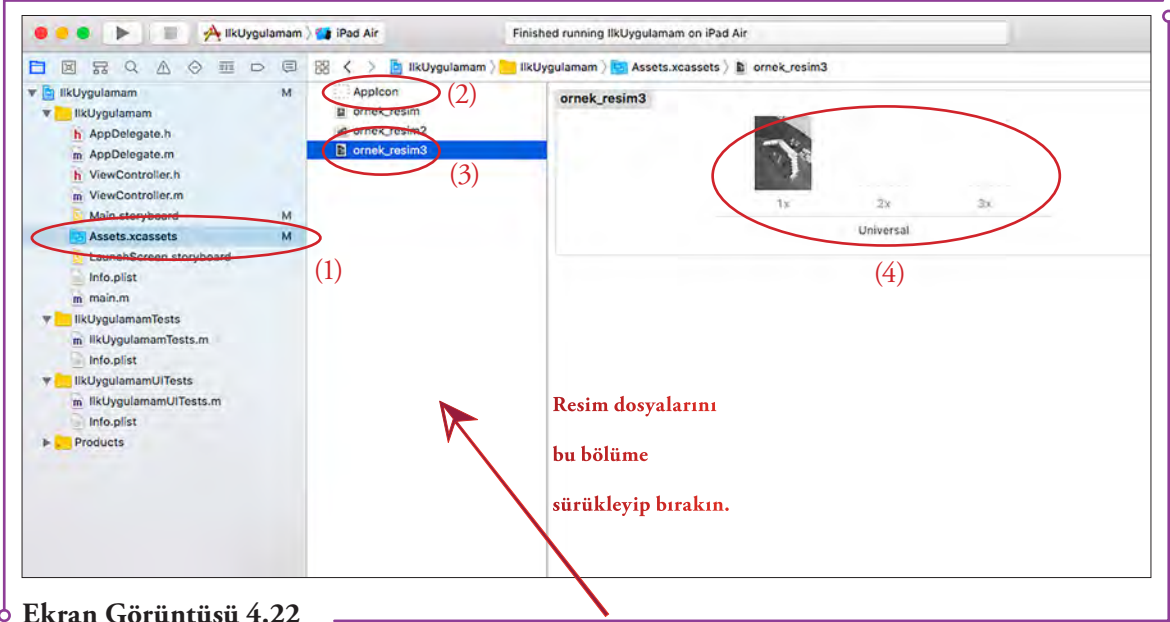 IlkUygulamam iPad Air
Finished running IlkUygulamam on iPad Air
IlkUygulamam IlkUygulamam Assets.xcassets ornek_resim3
IlkUygulamam M
IlkUygulamam
h AppDelegate.h
m AppDelegate.m
h ViewController.h
m ViewController.m
Main.storyboard M
Assets.xcassets M
LaunchScreen.storyboard
Info.plist
m main.m
IlkUygulamamTests
m IlkUygulamamTests.m
Info.plist
IlkUygulamamUITests
m IlkUygulamamUITests.m
Info.plist
Products
(1)
AppIcon
(2)
ornek_resim
ornek_resim2
ornek_resim3
(3)
ornek_resim3
1x 2x 3x
Universal
(4)
Resim dosyalarını
bu bölüme
sürükleyip bırakın.
Ekran Görüntüsü 4.22